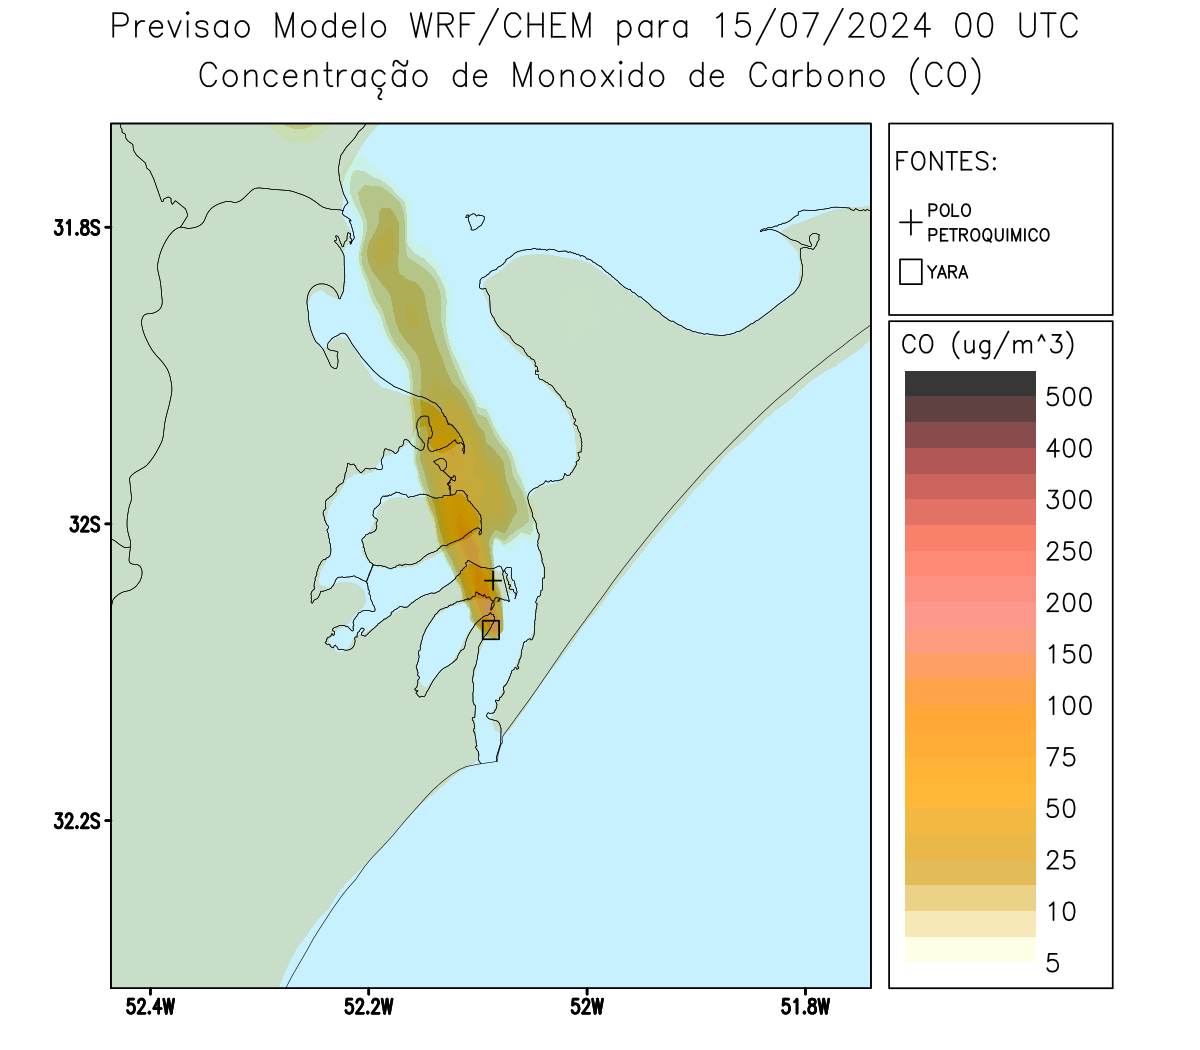 Previsao Modelo WRF/CHEM para 15/07/2024 00 UTC
Concentração de Monoxido de Carbono (CO)
FONTES:
POLO
PETROQUIMICO
YARA
CO (ug/m^3)
500
400
300
250
200
150
100
75
50
25
10
5
31.8S
32S
32.2S
52.4W
52.2W
52W
51.8W